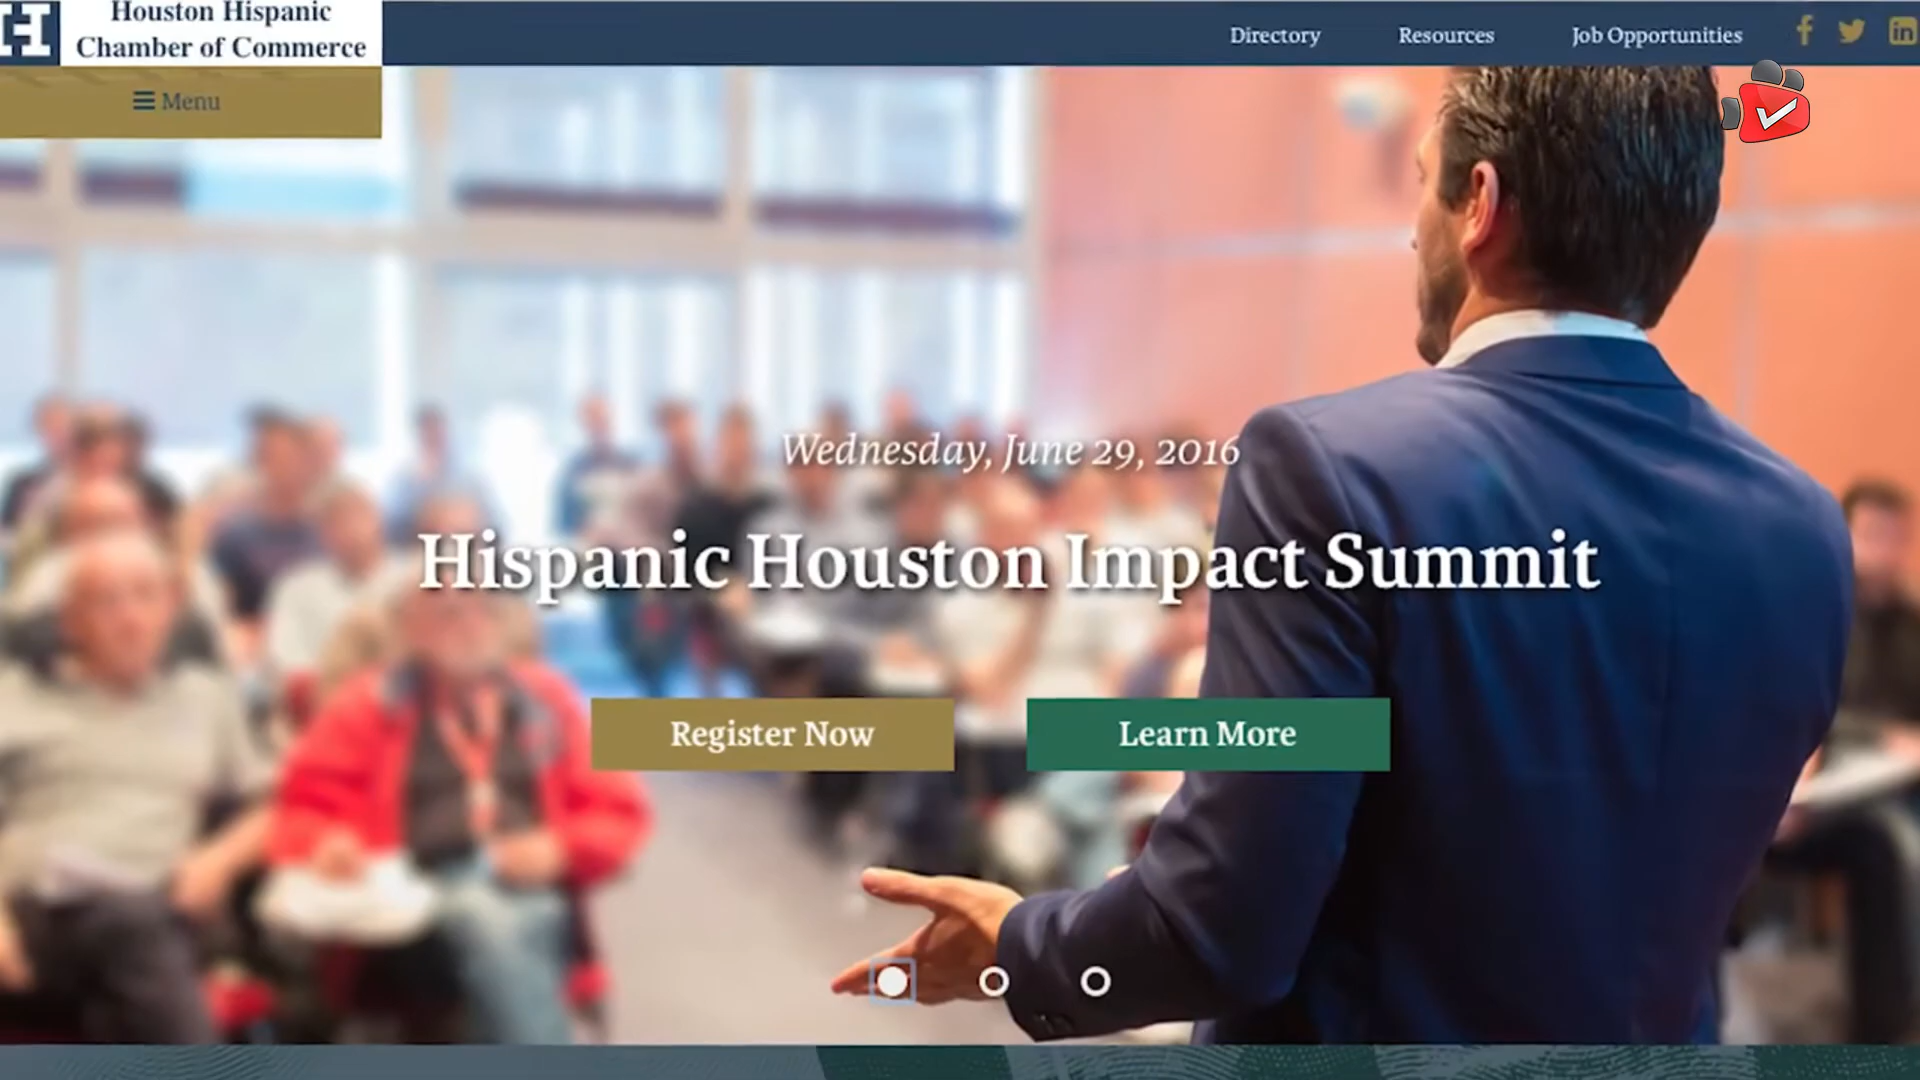 Houston Hispanic
Chamber of Commerce
Directory
Resources
Job Opportunities
Menu
Wednesday, June 29, 2016
Hispanic Houston Impact Summit
Register Now
Learn More